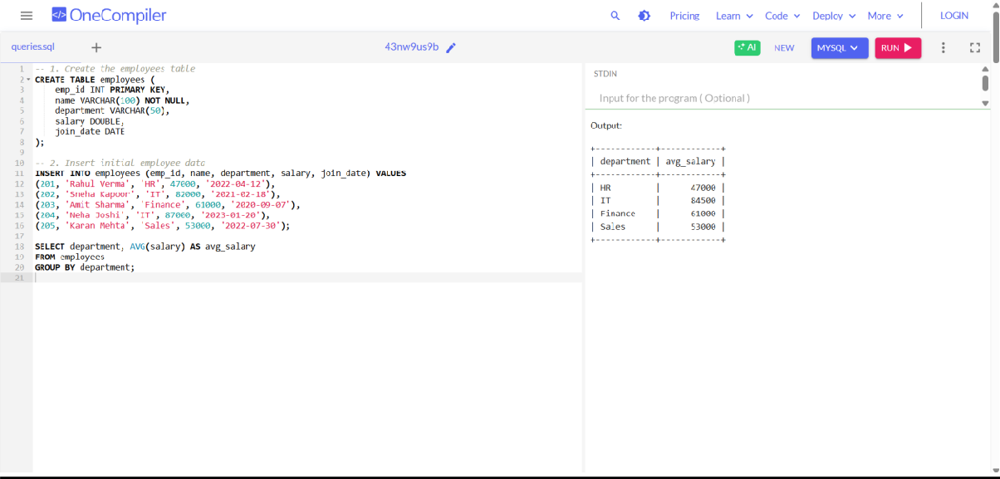 OneCompiler
Pricing Learn Code Deploy More LOGIN
queries.sql + 43nw9us9b AI NEW MYSQL RUN
1 -- 1. Create the employees table
2 CREATE TABLE employees (
3 emp_id INT PRIMARY KEY,
4 name VARCHAR(100) NOT NULL,
5 department VARCHAR(50),
6 salary DOUBLE,
7 join_date DATE
8 );
9
10 -- 2. Insert initial employee data
11 INSERT INTO employees (emp_id, name, department, salary, join_date) VALUES
12 (201, 'Rahul Verma', 'HR', 47000, '2022-04-12'),
13 (202, 'Sneha Kapoor', 'IT', 82000, '2021-02-18'),
14 (203, 'Amit Sharma', 'Finance', 61000, '2020-09-07'),
15 (204, 'Neha Joshi', 'IT', 87000, '2023-01-20'),
16 (205, 'Karan Mehta', 'Sales', 53000, '2022-07-30');
17
18 SELECT department, AVG(salary) AS avg_salary
19 FROM employees
20 GROUP BY department;
21
STDIN
Input for the program ( Optional )
Output:
+------------+------------+
| department | avg_salary |
+------------+------------+
| HR | 47000 |
| IT | 84500 |
| Finance | 61000 |
| Sales | 53000 |
+------------+------------+